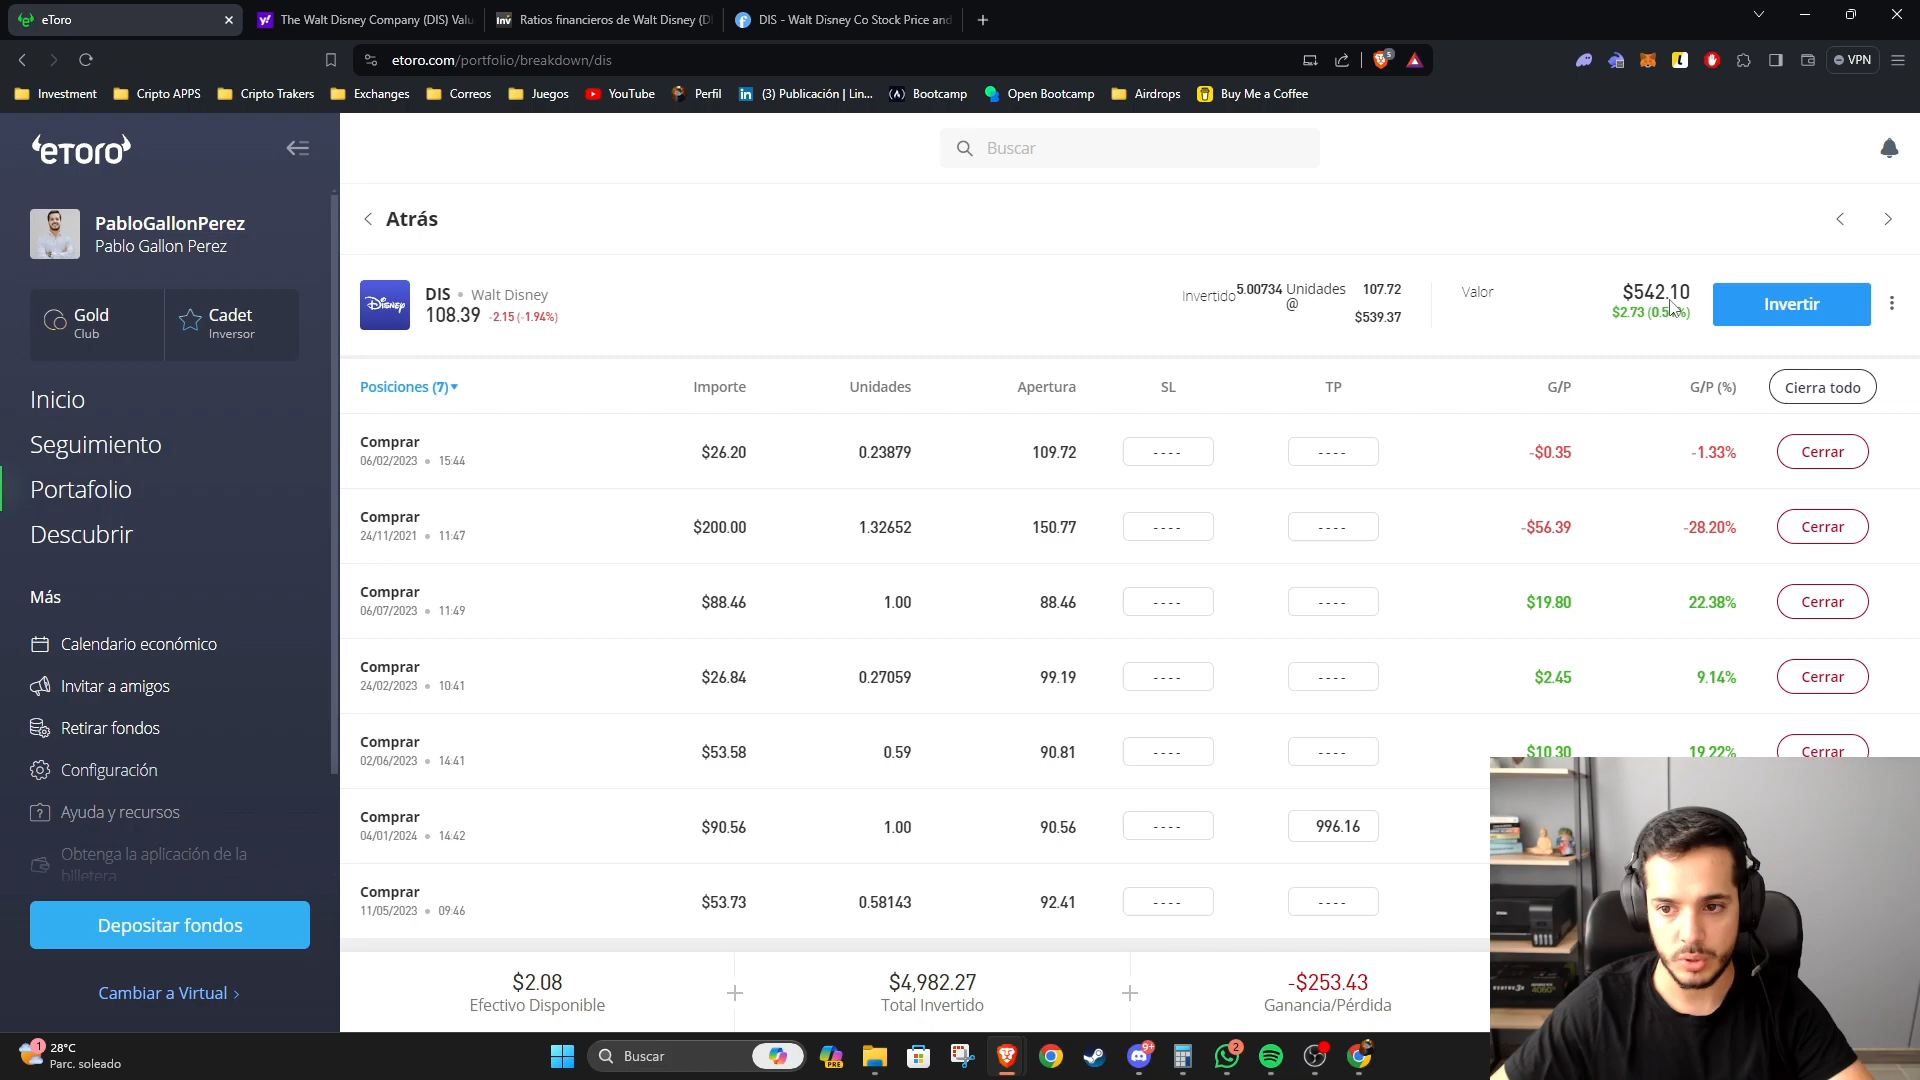 eToro
The Walt Disney Company (DIS) Valu
Ratios financieros de Walt Disney (D
DIS - Walt Disney Co Stock Price and
etoro.com/portfolio/breakdown/dis
VPN
Investment
Cripto APPS
Cripto Trakers
Exchanges
Correos
Juegos
YouTube
Perfil
(3) Publicación | Lin...
Bootcamp
Open Bootcamp
Airdrops
Buy Me a Coffee
eToro
Buscar
PabloGallonPerez
Pablo Gallon Perez
Gold
Club
Cadet
Inversor
Inicio
Seguimiento
Portafolio
Descubrir
Más
Calendario económico
Invitar a amigos
Retirar fondos
Configuración
Ayuda y recursos
Obtenga la aplicación de la
billetera
Depositar fondos
Cambiar a Virtual >
< Atrás
Disney
DIS • Walt Disney
108.39 -2.15 (-1.94%)
Invertido
5.00734 Unidades
@
107.72
$539.37
Valor
$542.10
Invertir
Posiciones (7) Importe Unidades Apertura SL TP G/P G/P (%) Cierra todo
Comprar
06/02/2023 • 15:44
$26.20 0.23879 109.72 ---- ---- -$0.35 -1.33% Cerrar
Comprar
24/11/2021 • 11:47
$200.00 1.32652 150.77 ---- ---- -$56.39 -28.20% Cerrar
Comprar
06/07/2023 • 11:49
$88.46 1.00 88.46 ---- ---- $19.80 22.38% Cerrar
Comprar
24/02/2023 • 10:41
$26.84 0.27059 99.19 ---- ---- $2.45 9.14% Cerrar
Comprar
02/06/2023 • 14:41
$53.58 0.59 90.81 ---- ---- $10.30 19.22% Cerrar
Comprar
04/01/2024 • 14:42
$90.56 1.00 90.56 ---- 996.16
Comprar
11/05/2023 • 09:46
$53.73 0.58143 92.41 ---- ----
$2.08
Efectivo Disponible
$4,982.27
Total Invertido
-$253.43
Ganancia/Pérdida
28°C
Parc. soleado
Buscar